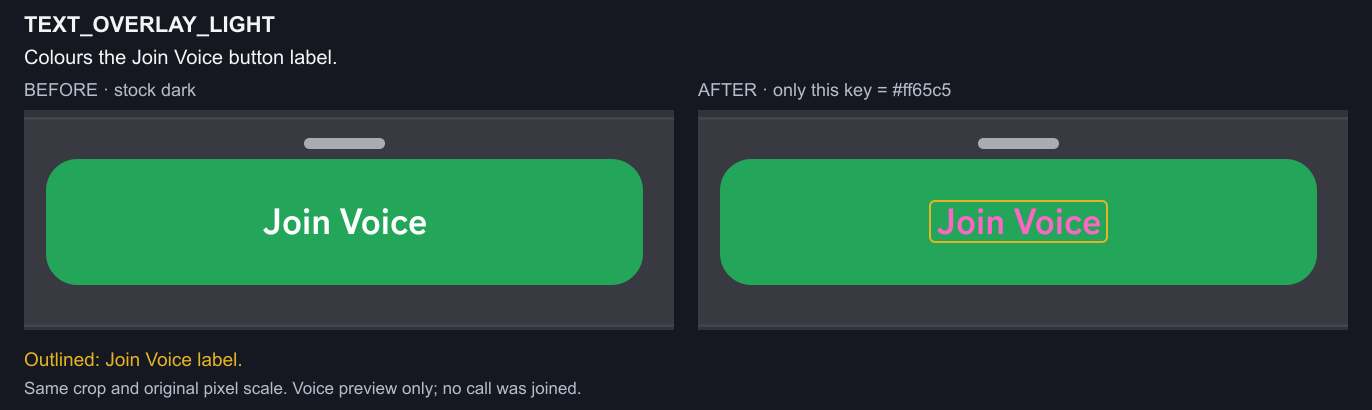 TEXT_OVERLAY_LIGHT
Colours the Join Voice button label.
BEFORE · stock dark
AFTER · only this key = #ff65c5
Join Voice
Join Voice
Outlined: Join Voice label.
Same crop and original pixel scale. Voice preview only; no call was joined.